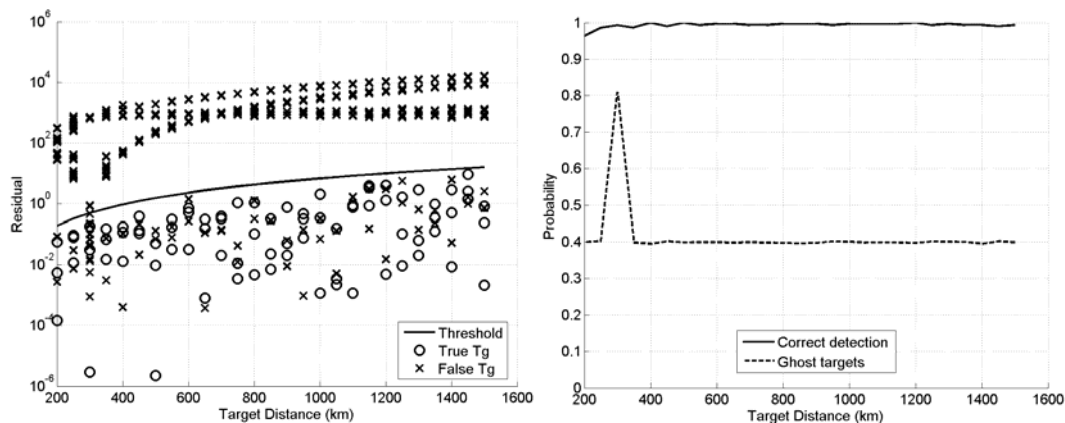 10^6
10^4
10^2
10^0
10^-2
10^-4
10^-6
Residual
Threshold
True Tg
False Tg
200 400 600 800 1000 1200 1400 1600
Target Distance (km)
1
0.9
0.8
0.7
0.6
0.5
0.4
0.3
0.2
0.1
0
Probability
Correct detection
Ghost targets
200 400 600 800 1000 1200 1400 1600
Target Distance (km)